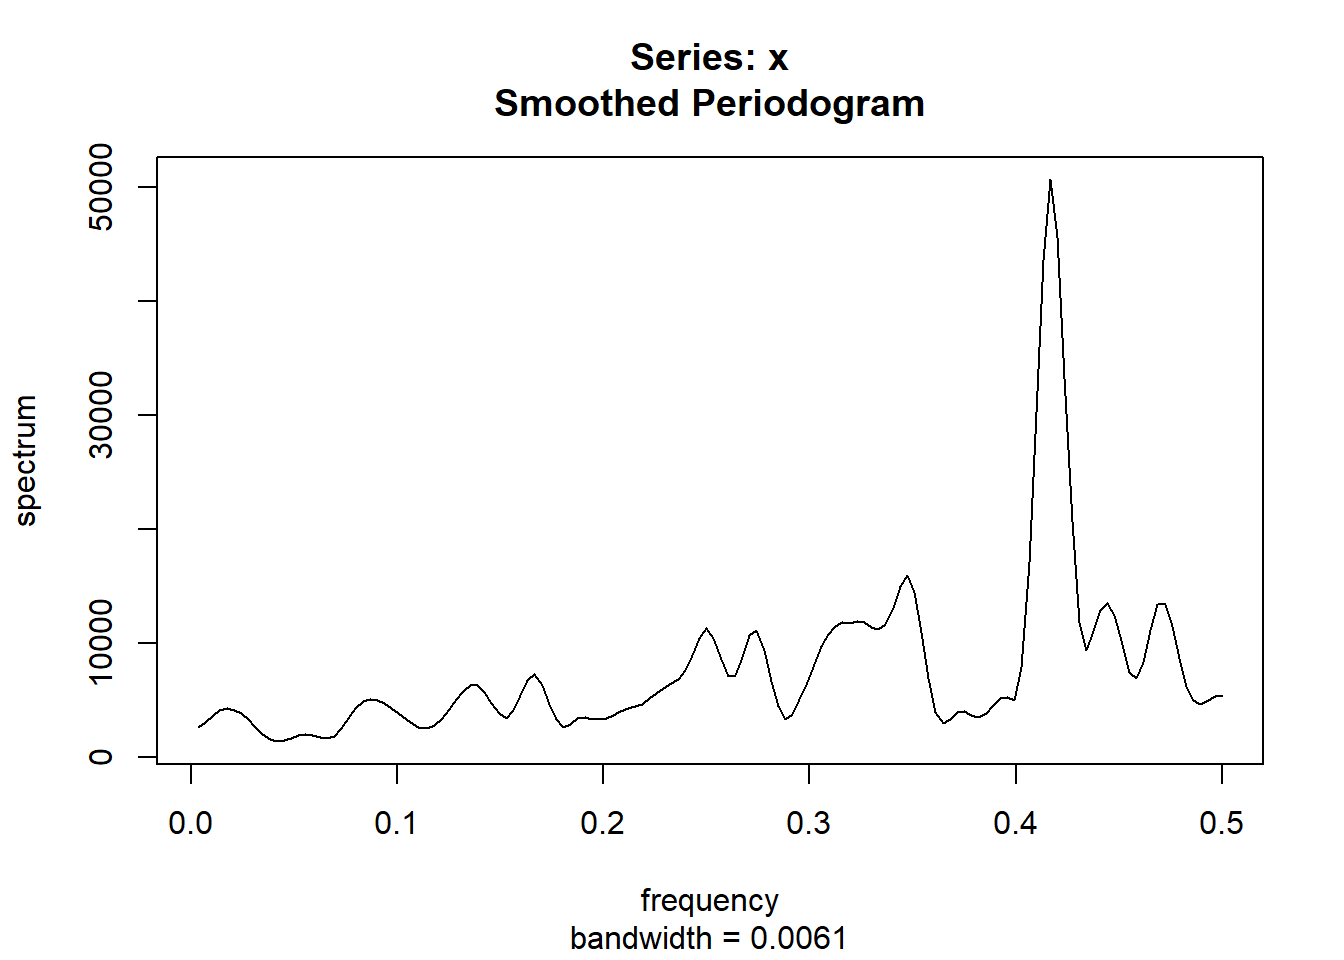 Series: x
Smoothed Periodogram
50000
30000
10000
0
spectrum
0.0 0.1 0.2 0.3 0.4 0.5
frequency
bandwidth = 0.0061